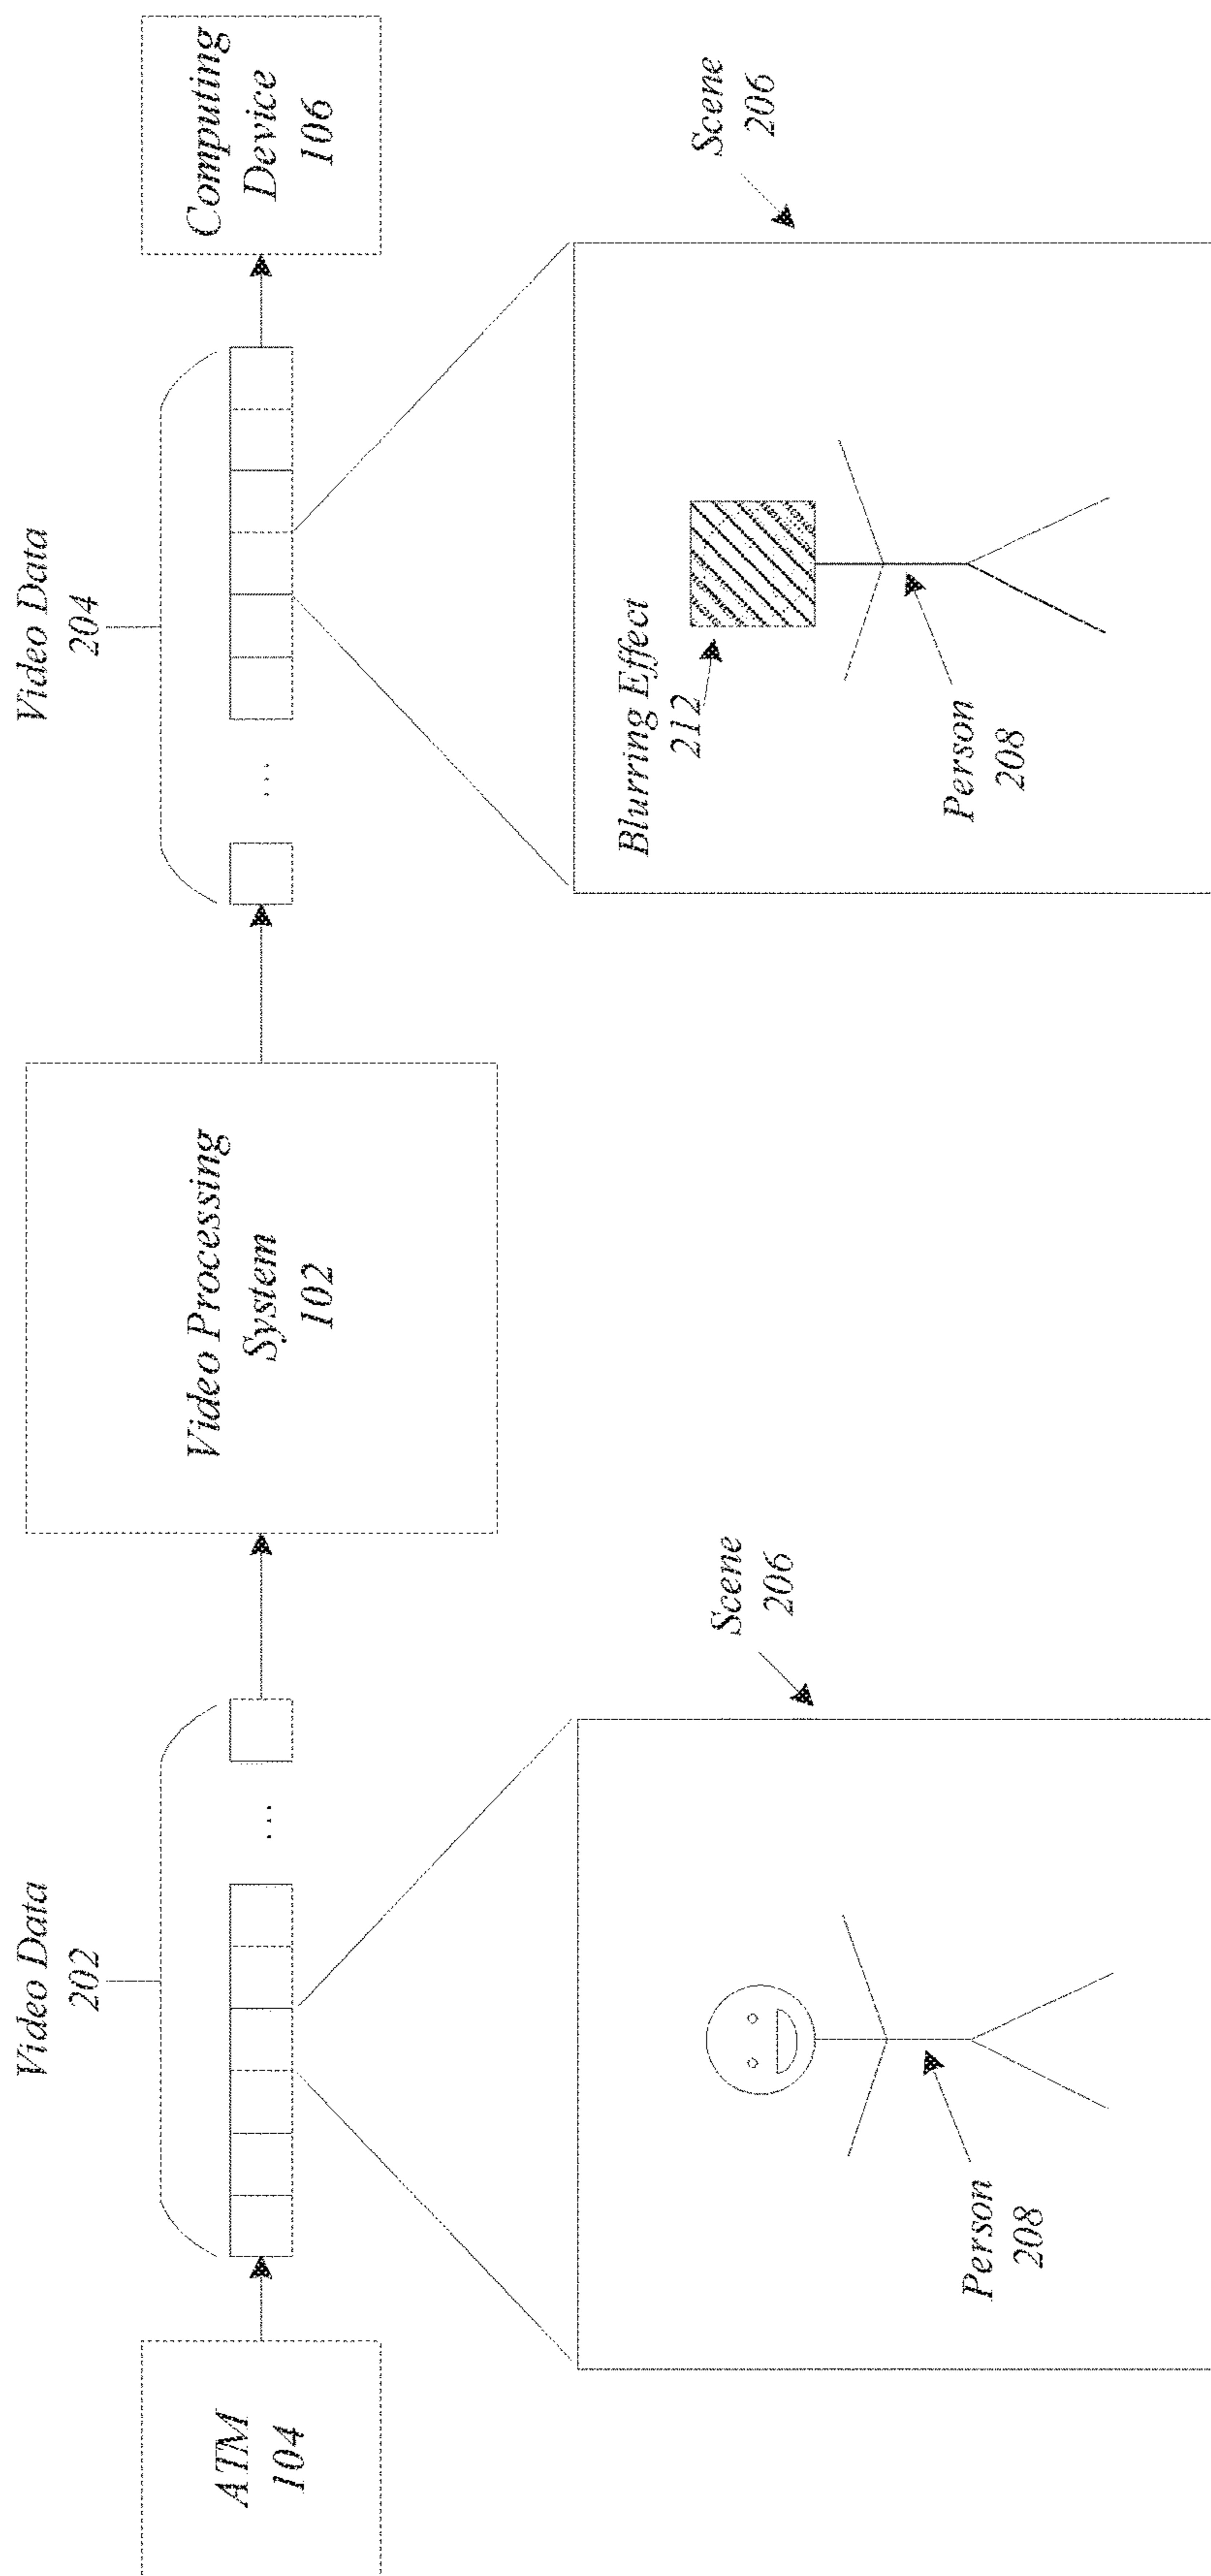 Video Data
202
Video Data
204
ATM
104
Video Processing
System
102
Computing
Device
106
Scene
206
Person
208
Scene
206
Blurring Effect
212
Person
208